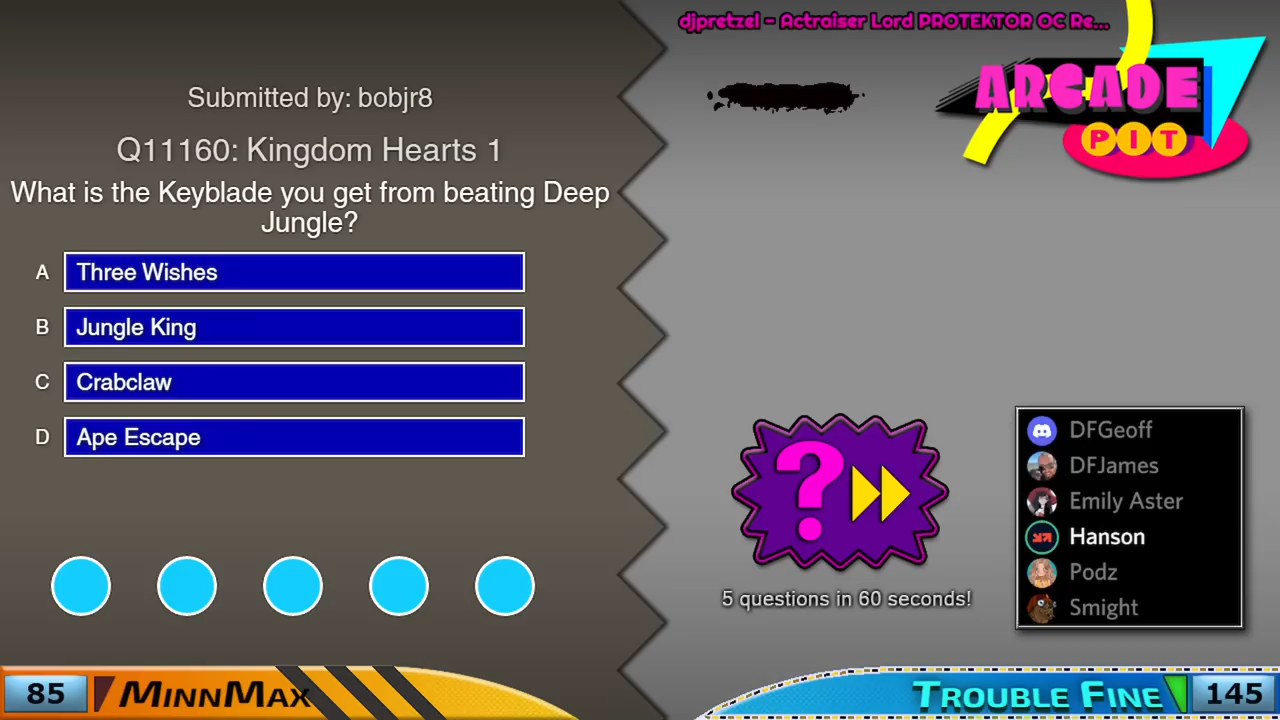 djpretzel - Actraiser Lord PROTEKTOR OC Re...
ARCADE
PIT
Submitted by: bobjr8
Q11160: Kingdom Hearts 1
What is the Keyblade you get from beating Deep
Jungle?
A Three Wishes
B Jungle King
C Crabclaw
D Ape Escape
?
5 questions in 60 seconds!
DFGeoff
DFJames
Emily Aster
Hanson
Podz
Smight
85 MINNMAX
TROUBLE FINE 145